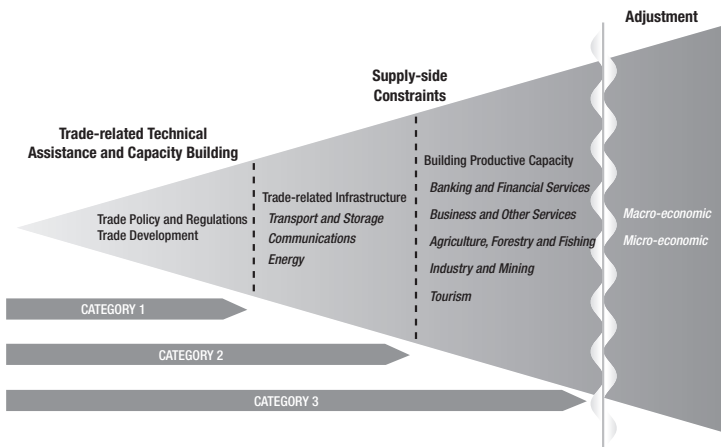 Adjustment
Supply-side
Constraints
Trade-related Technical
Assistance and Capacity Building
Trade Policy and Regulations
Trade Development
Trade-related Infrastructure
Transport and Storage
Communications
Energy
Building Productive Capacity
Banking and Financial Services
Business and Other Services
Agriculture, Forestry and Fishing
Industry and Mining
Tourism
Macro-economic
Micro-economic
CATEGORY 1
CATEGORY 2
CATEGORY 3